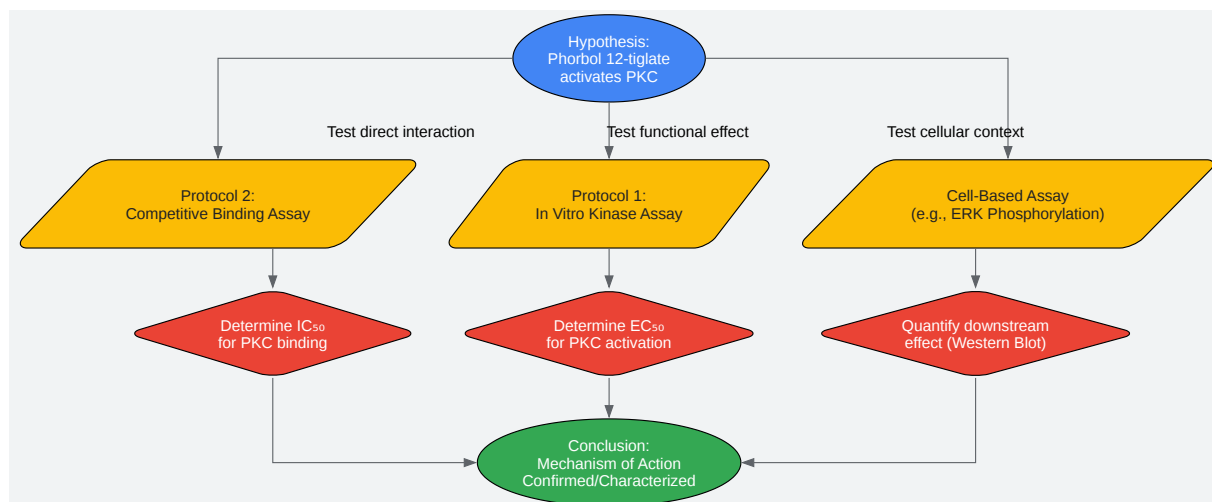 Hypothesis:
Phorbol 12-tiglate
activates PKC
Test direct interaction
Test functional effect
Test cellular context
Protocol 2:
Competitive Binding Assay
Protocol 1:
In Vitro Kinase Assay
Cell-Based Assay
(e.g., ERK Phosphorylation)
Determine IC₅₀
for PKC binding
Determine EC₅₀
for PKC activation
Quantify downstream
effect (Western Blot)
Conclusion:
Mechanism of Action
Confirmed/Characterized